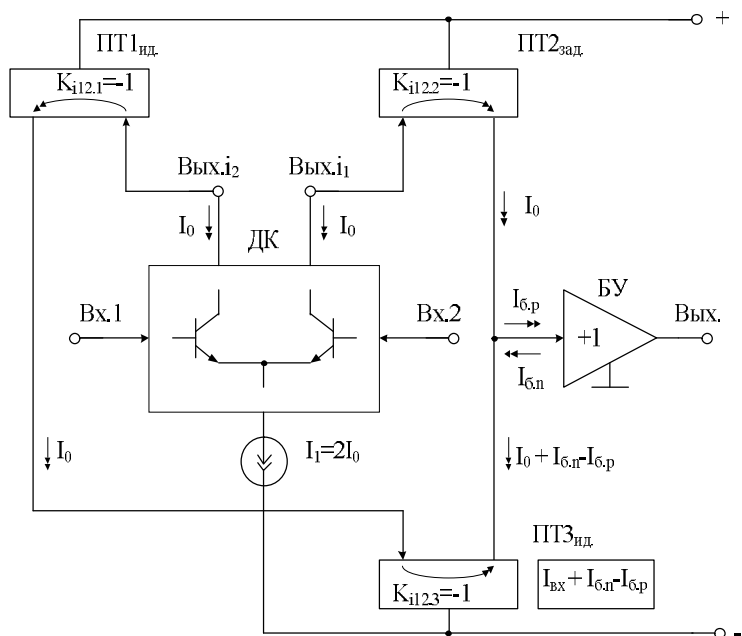 +
ПТ1ид.
ПТ2зад.
Ki12.1=-1
Ki12.2=-1
Вых.i2
Вых.i1
I0
ДК
I0
I0
Вх.1
Вх.2
Iб.p
БУ
+1
Вых.
Iб.n
I0
I1=2I0
I0 + Iб.n-Iб.p
ПТ3ид.
Ki12.3=-1
Iвх + Iб.n-Iб.p
-